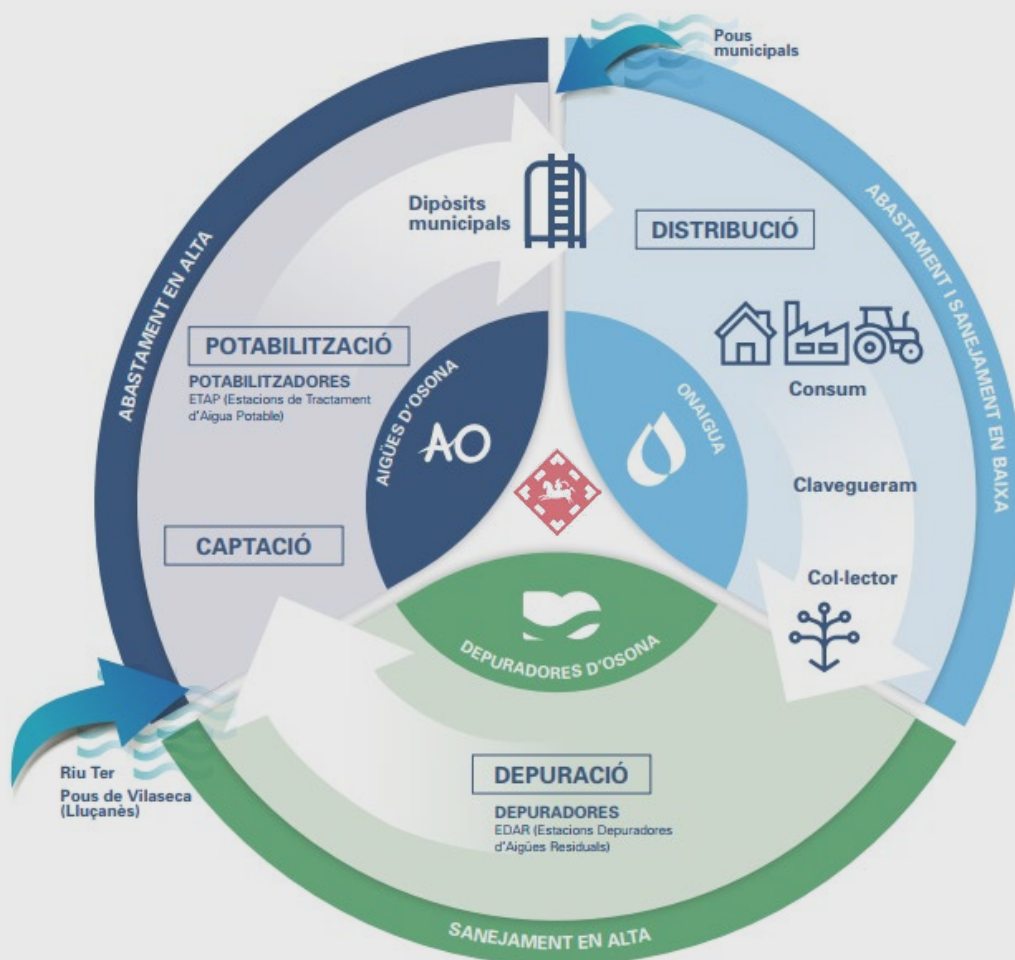 Pous
municipals
ABASTAMENT EN ALTA
Dipòsits
municipals
POTABILITZACIÓ
POTABILITZADORES
ETAP (Estacions de Tractament
d'Aigua Potable)
CAPTACIÓ
AIGÜES D'OSONA
AO
ABASTAMENT I SANEJAMENT EN BAIXA
DISTRIBUCIÓ
Consum
Clavegueram
Col·lector
ONAIGUA
DEPURADORES D'OSONA
Riu Ter
Pous de Vilaseca
(Lluçanès)
DEPURACIÓ
DEPURADORES
EDAR (Estacions Depuradores
d'Aigües Residuals)
SANEJAMENT EN ALTA